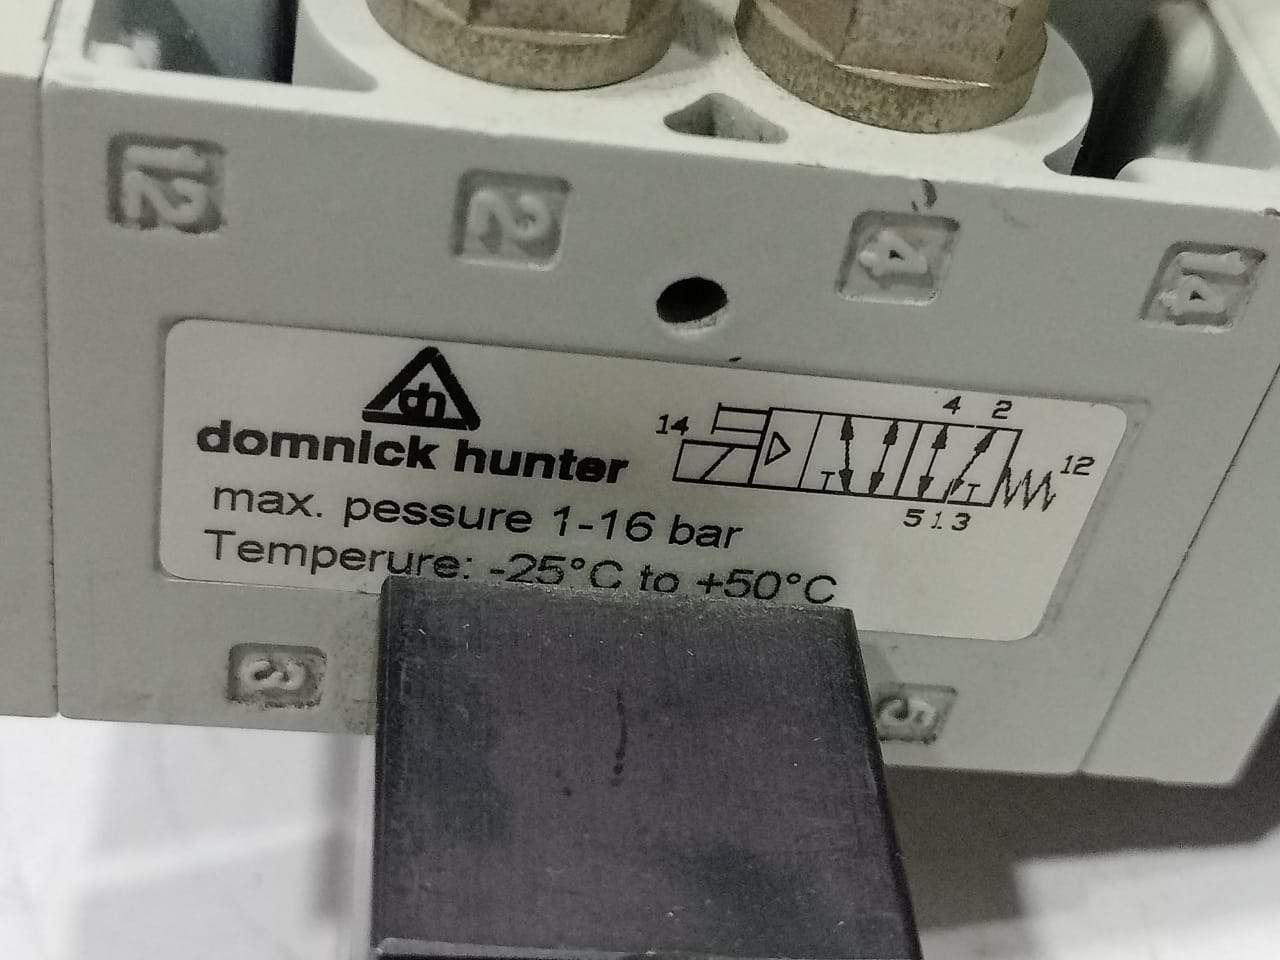 12
2
4
14
dh
domnick hunter
max. pessure 1-16 bar
Temperure: -25°C to +50°C
4 2
14
12
5 1 3
3
5